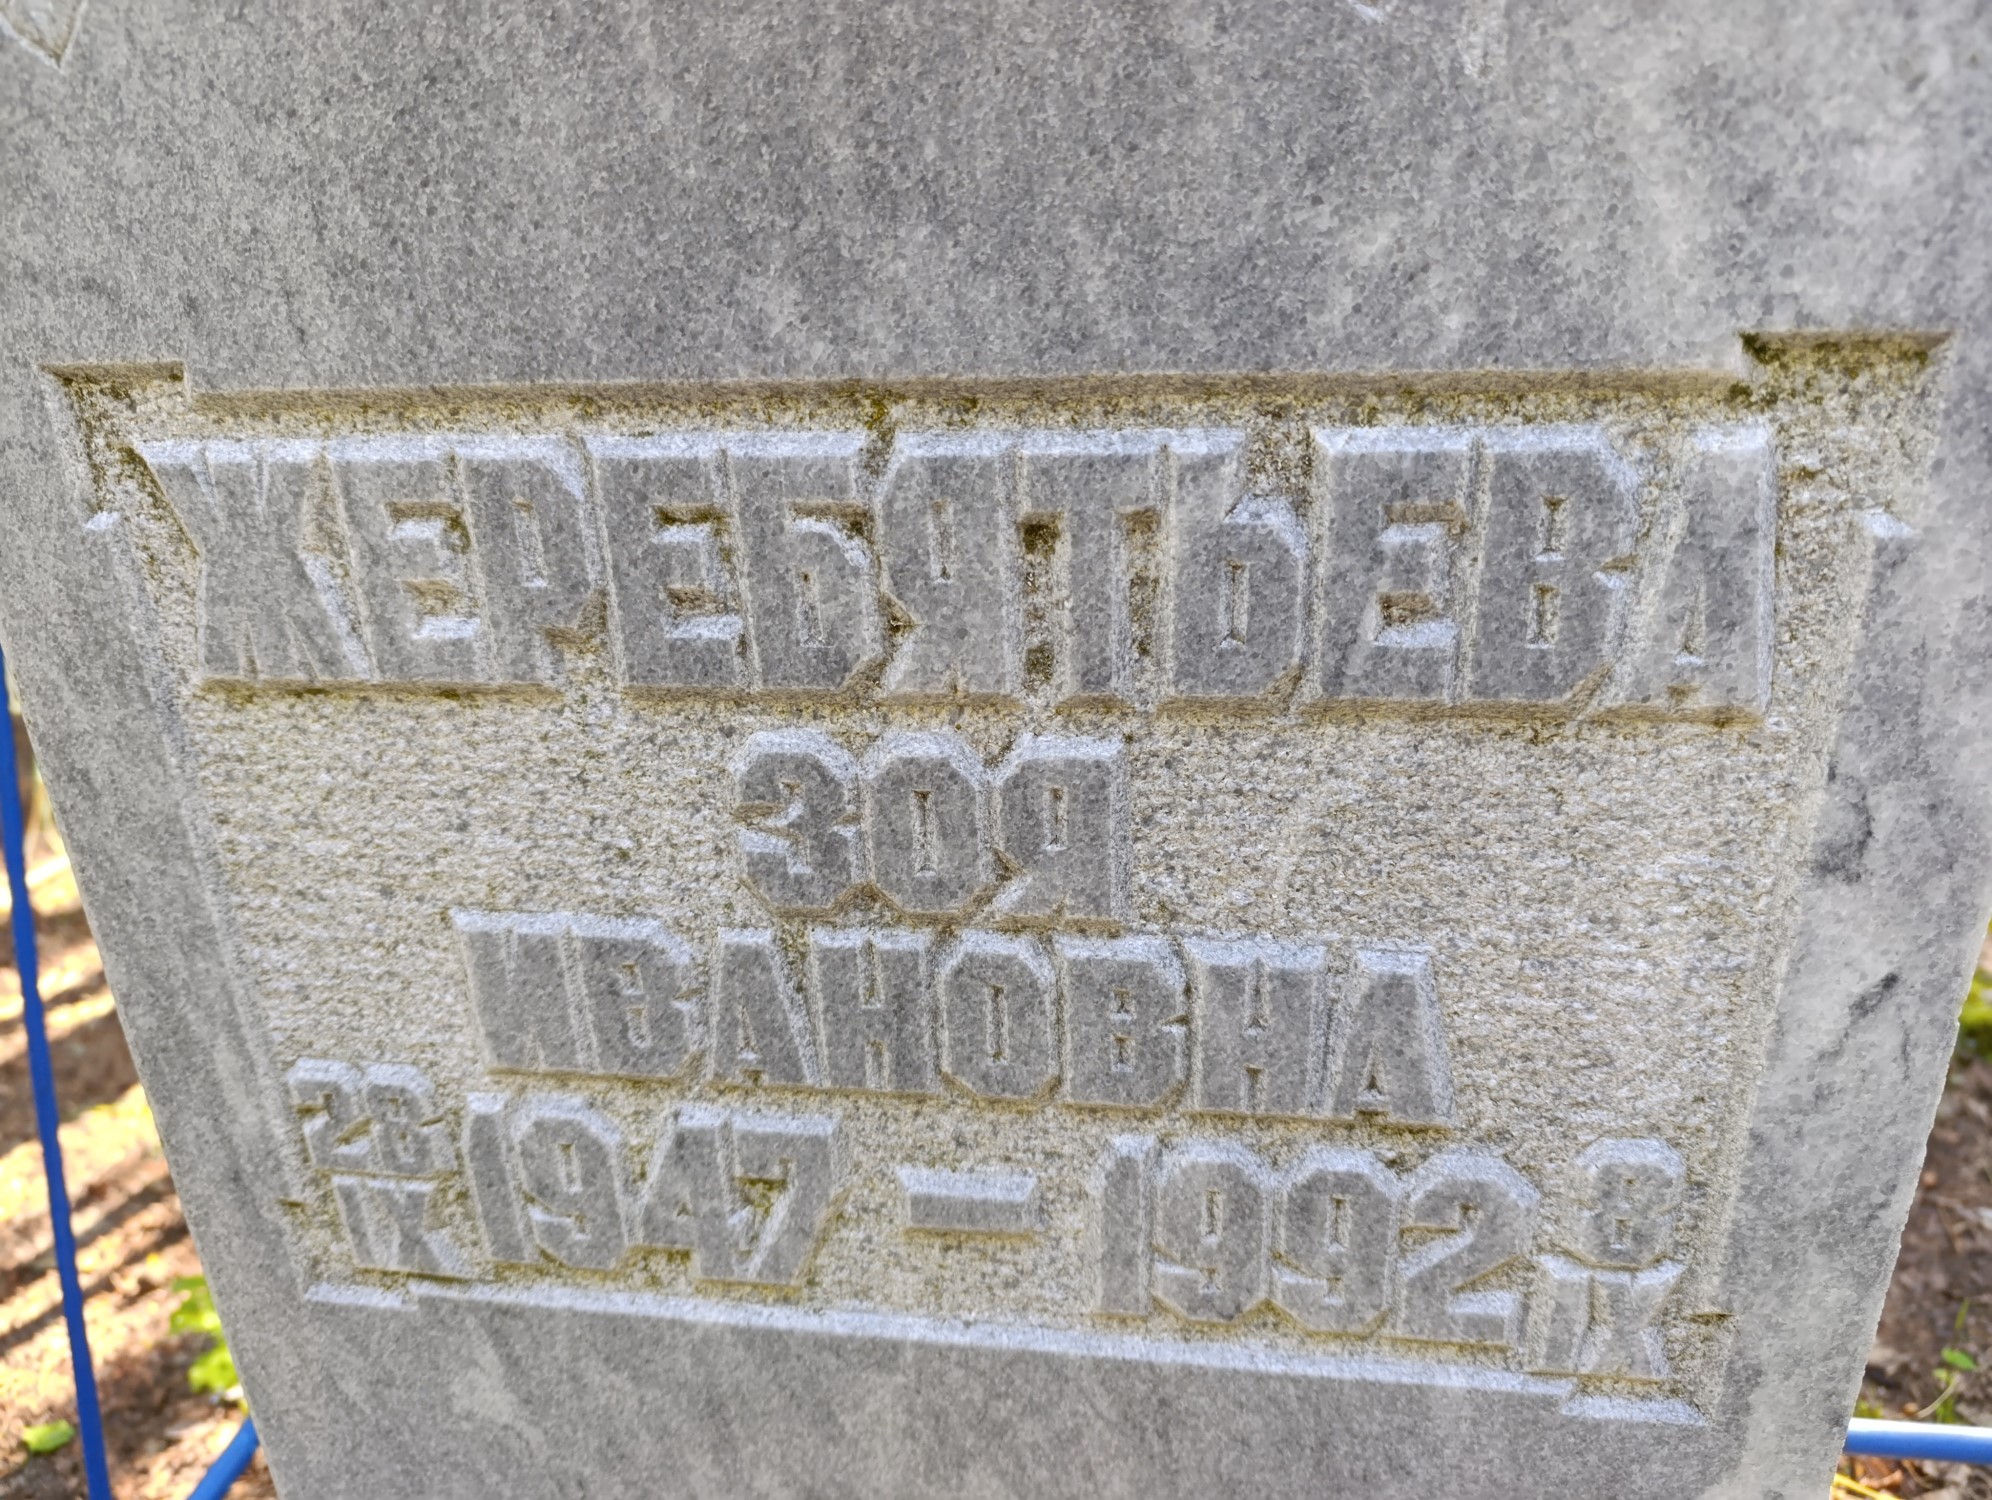 ЖЕРЕБЯТЬЕВА
ЗОЯ
ИВАНОВНА
28 IX 1947 — 1992 8 IX